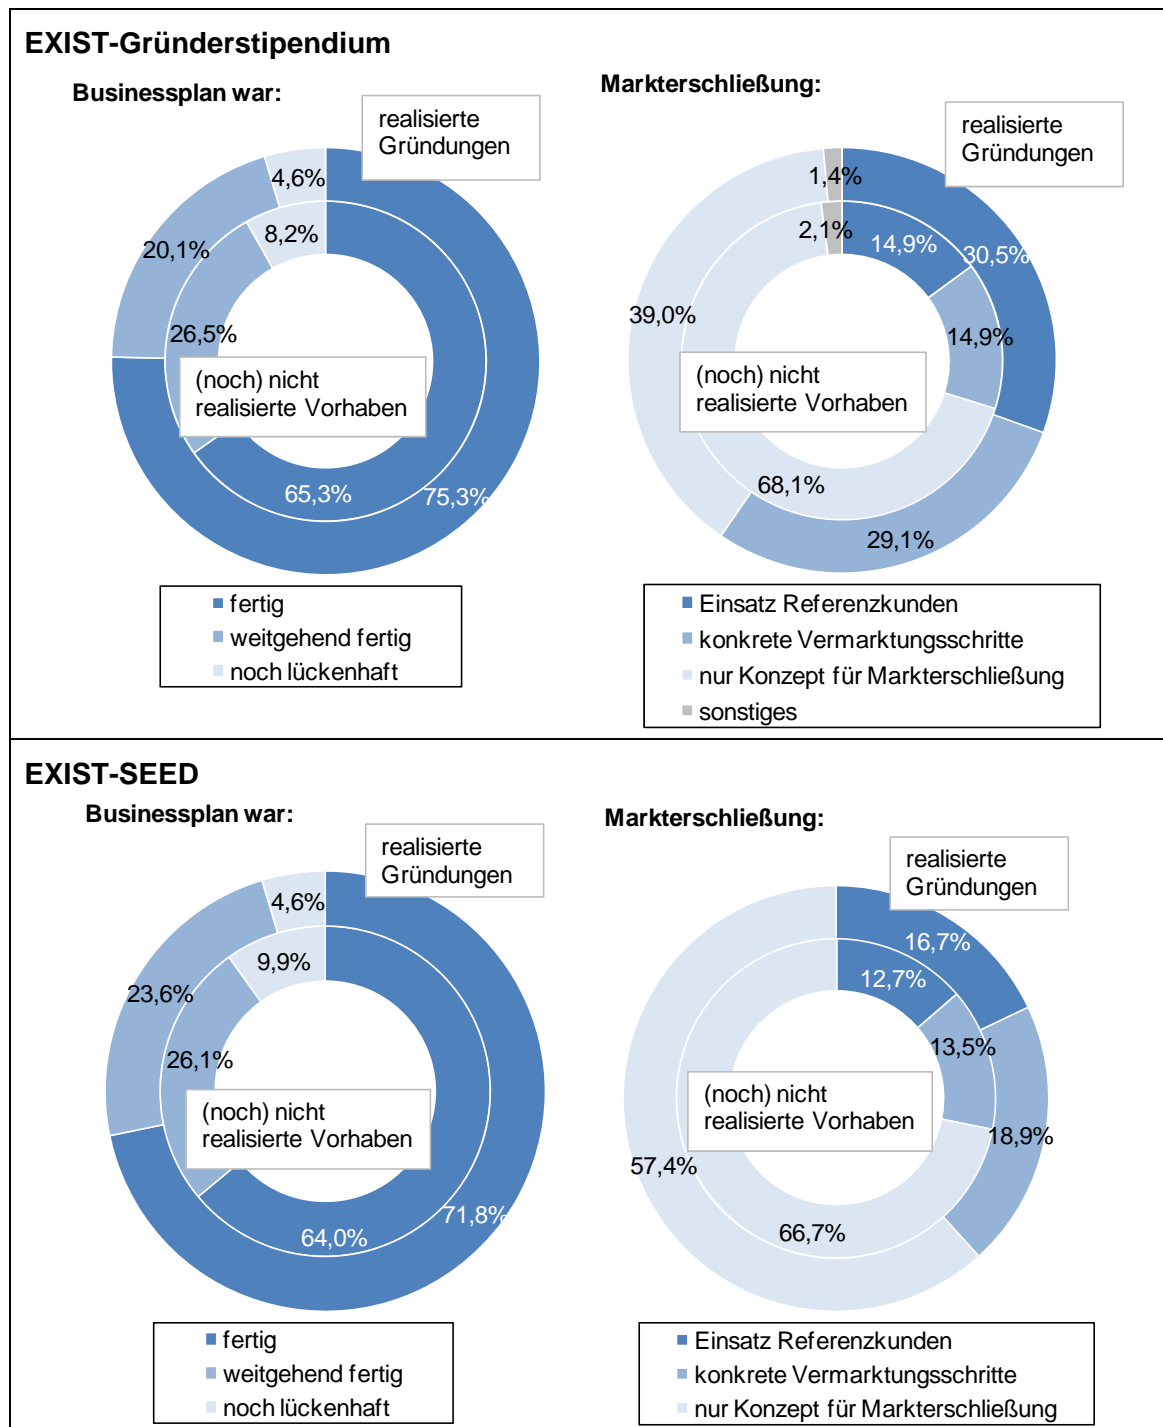 EXIST-Gründerstipendium
Businessplan war:
realisierte
Gründungen
4,6%
8,2%
20,1%
26,5%
(noch) nicht
realisierte Vorhaben
65,3%
75,3%
fertig
weitgehend fertig
noch lückenhaft
Markterschließung:
realisierte
Gründungen
1,4%
2,1%
14,9%
30,5%
39,0%
14,9%
(noch) nicht
realisierte Vorhaben
68,1%
29,1%
Einsatz Referenzkunden
konkrete Vermarktungsschritte
nur Konzept für Markterschließung
sonstiges
EXIST-SEED
Businessplan war:
realisierte
Gründungen
4,6%
9,9%
23,6%
26,1%
(noch) nicht
realisierte Vorhaben
64,0%
71,8%
fertig
weitgehend fertig
noch lückenhaft
Markterschließung:
realisierte
Gründungen
16,7%
12,7%
13,5%
(noch) nicht
realisierte Vorhaben
18,9%
57,4%
66,7%
Einsatz Referenzkunden
konkrete Vermarktungsschritte
nur Konzept für Markterschließung